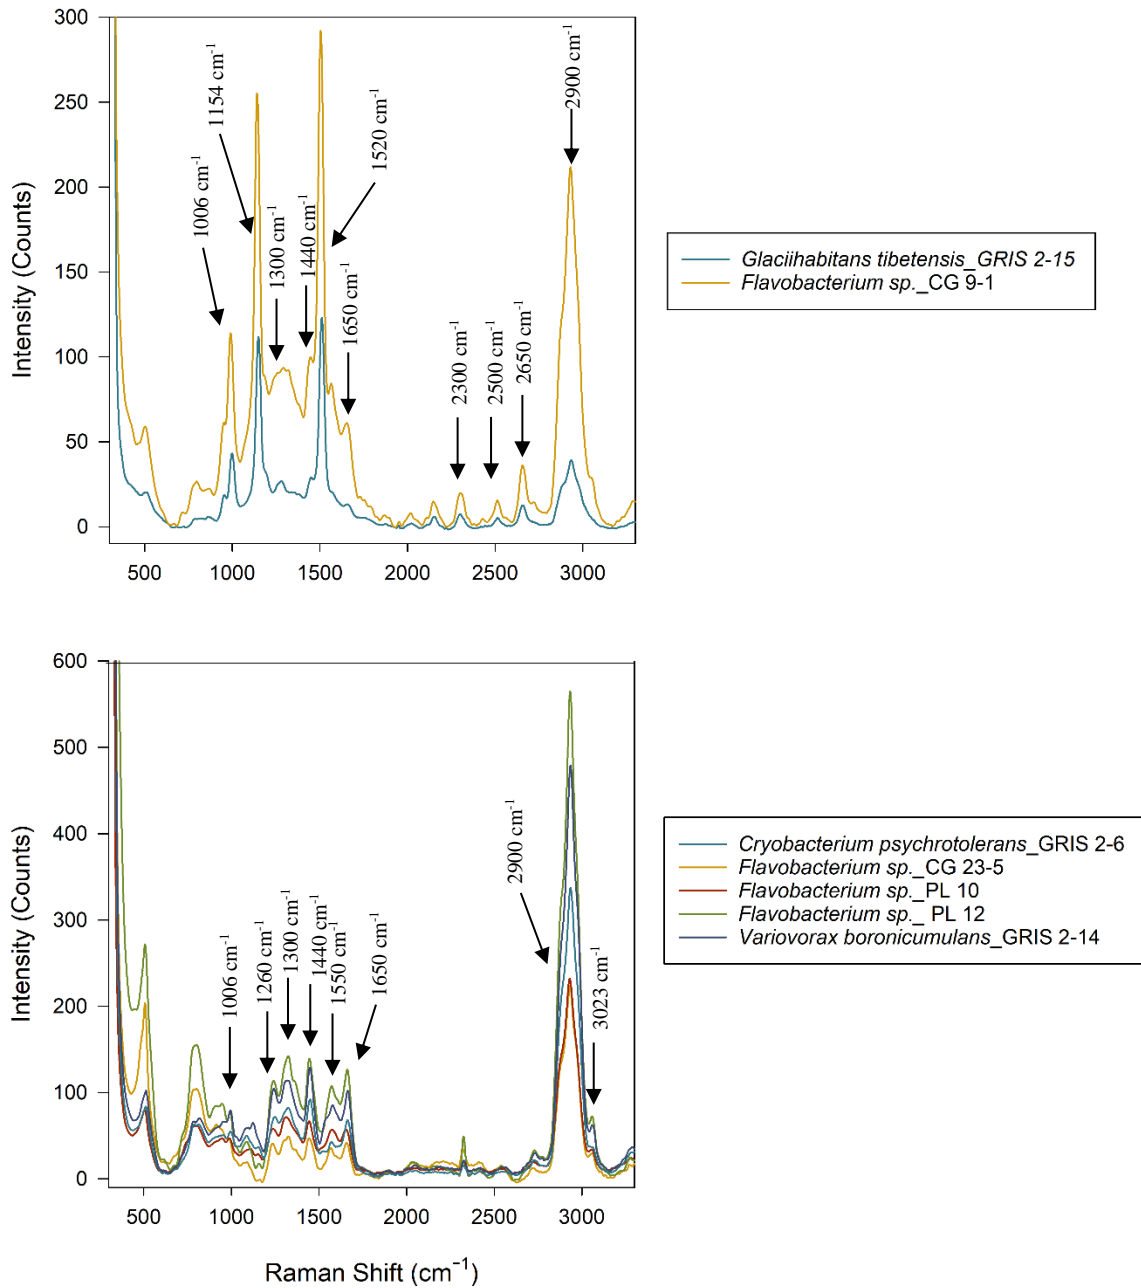 300
250
200
150
100
50
0
Intensity (Counts)
1006 cm-1
1154 cm-1
1300 cm-1
1440 cm-1
1520 cm-1
1650 cm-1
2300 cm-1
2500 cm-1
2650 cm-1
2900 cm-1
500 1000 1500 2000 2500 3000
Glaciihabitans tibetensis_GRIS 2-15
Flavobacterium sp._CG 9-1
600
500
400
300
200
100
0
Intensity (Counts)
1006 cm-1
1260 cm-1
1300 cm-1
1440 cm-1
1550 cm-1
1650 cm-1
2900 cm-1
3023 cm-1
500 1000 1500 2000 2500 3000
Raman Shift (cm−1)
Cryobacterium psychrotolerans_GRIS 2-6
Flavobacterium sp._CG 23-5
Flavobacterium sp._PL 10
Flavobacterium sp._ PL 12
Variovorax boronicumulans_GRIS 2-14